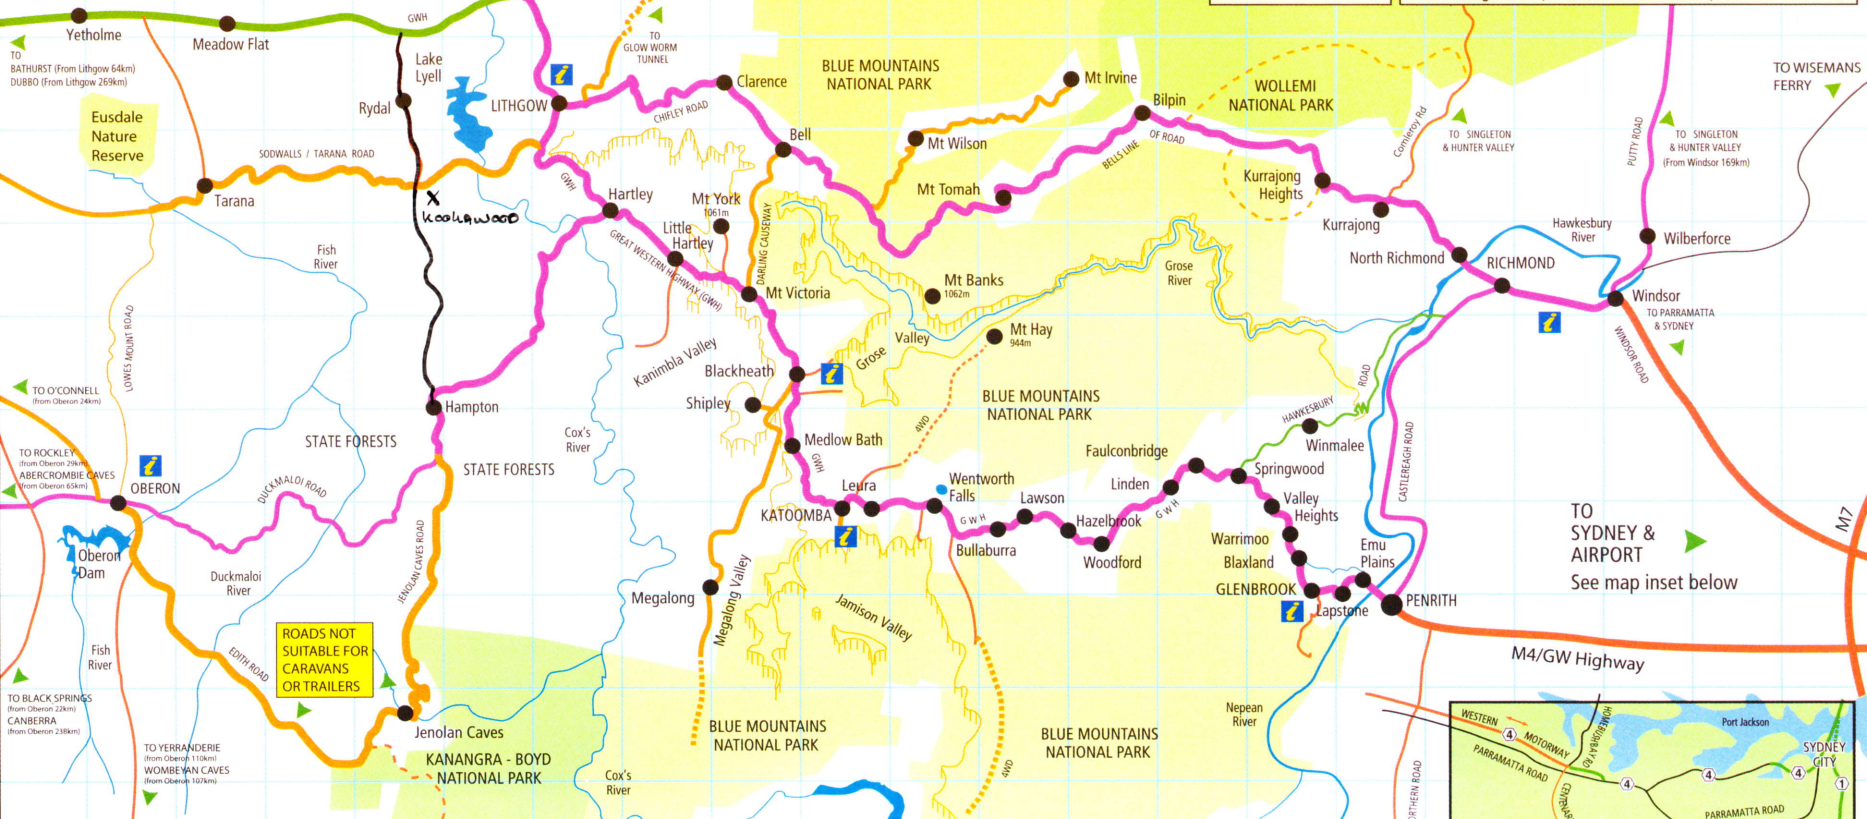 GWH
Yetholme
Meadow Flat
TO
BATHURST (From Lithgow 64km)
DUBBO (From Lithgow 269km)
Lake
Lyell
Rydal
LITHGOW
TO
GLOW WORM
TUNNEL
CHIFLEY ROAD
Clarence
BLUE MOUNTAINS
NATIONAL PARK
Mt Irvine
WOLLEMI
NATIONAL PARK
Bilpin
TO WISEMANS
FERRY
Eusdale
Nature
Reserve
SODWALLS / TARANA ROAD
Tarana
KOOKAWOOD
GWH
Hartley
Mt York
1061m
Little
Hartley
GREAT WESTERN HIGHWAY (GWH)
DARLING CAUSEWAY
Bell
Mt Wilson
Mt Tomah
BELLS LINE
OF ROAD
Kurrajong
Heights
Kurrajong
Comleroy Rd
TO SINGLETON
& HUNTER VALLEY
PUTTY ROAD
TO SINGLETON
& HUNTER VALLEY
(From Windsor 169km)
Hawkesbury
River
Wilberforce
North Richmond
RICHMOND
Windsor
TO PARRAMATTA
& SYDNEY
WINDSOR ROAD
Fish
River
Cox's
River
Mt Victoria
Mt Banks
1062m
Grose
River
Mt Hay
944m
Grose
Valley
LOWES MOUNT ROAD
Kanimbla Valley
Blackheath
Shipley
TO O'CONNELL
(from Oberon 24km)
Hampton
STATE FORESTS
STATE FORESTS
Cox's
River
Medlow Bath
GWH
4WD
BLUE MOUNTAINS
NATIONAL PARK
HAWKESBURY
ROAD
Winmalee
CASTLEREAGH ROAD
TO ROCKLEY
(from Oberon 29km)
ABERCROMBIE CAVES
(from Oberon 65km)
OBERON
DUCKMALOI ROAD
KATOOMBA
Leura
Wentworth
Falls
GWH
Bullaburra
Lawson
Hazelbrook
Woodford
Linden
Faulconbridge
GWH
Springwood
Valley
Heights
Warrimoo
Blaxland
GLENBROOK
Lapstone
Emu
Plains
PENRITH
TO
SYDNEY &
AIRPORT
See map inset below
M7
M4/GW Highway
Oberon
Dam
Duckmaloi
River
JENOLAN CAVES ROAD
Megalong
Megalong Valley
Jamison Valley
Fish
River
EDITH ROAD
ROADS NOT
SUITABLE FOR
CARAVANS
OR TRAILERS
TO BLACK SPRINGS
(from Oberon 22km)
CANBERRA
(from Oberon 238km)
TO YERRANDERIE
(from Oberon 110km)
WOMBEYAN CAVES
(from Oberon 107km)
Jenolan Caves
KANANGRA - BOYD
NATIONAL PARK
Cox's
River
BLUE MOUNTAINS
NATIONAL PARK
4WD
BLUE MOUNTAINS
NATIONAL PARK
Nepean
River
WESTERN
MOTORWAY
4
PARRAMATTA ROAD
HOMEBUSH BAY RD
Port Jackson
SYDNEY
CITY
4
4
4
1
PARRAMATTA ROAD